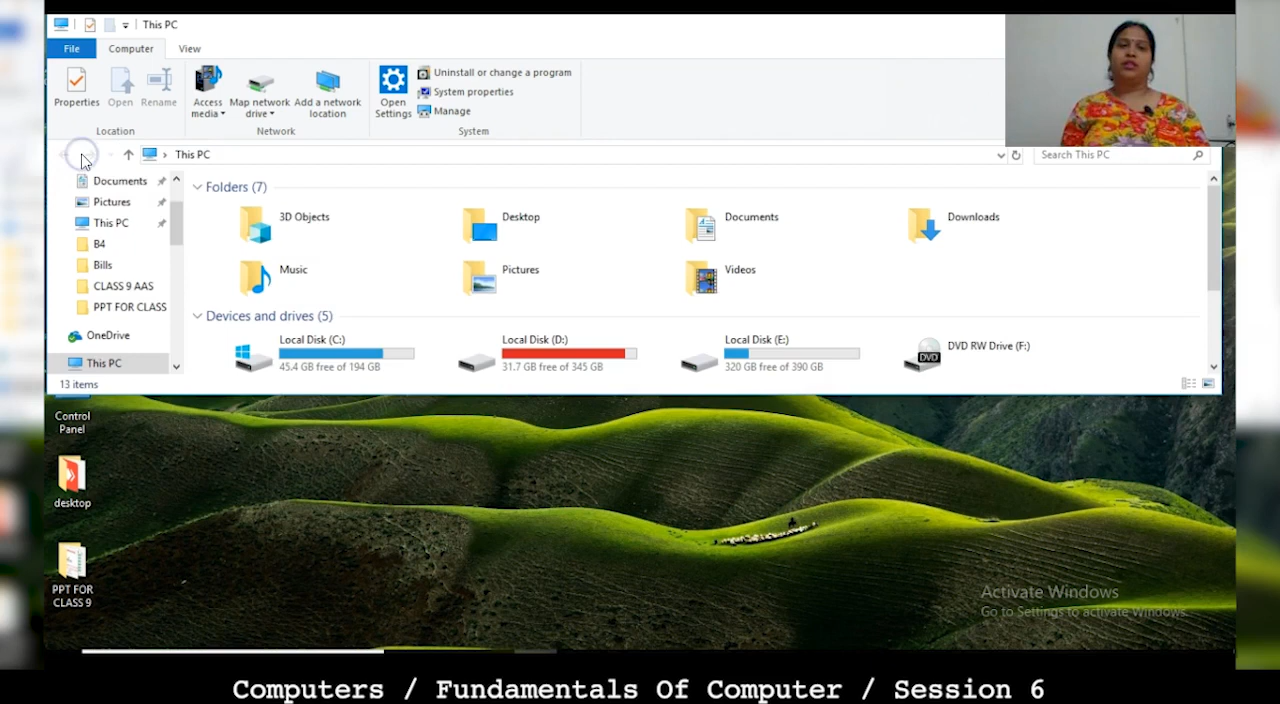 This PC
File Computer View
Properties Open Rename Access media Map network drive Add a network location Open Settings
Uninstall or change a program
System properties
Manage
Location Network System
This PC Search This PC
Documents
Pictures
This PC
B4
Bills
CLASS 9 AAS
PPT FOR CLASS
OneDrive
This PC
Folders (7)
3D Objects Desktop Documents Downloads
Music Pictures Videos
Devices and drives (5)
Local Disk (C:) Local Disk (D:) Local Disk (E:) DVD RW Drive (F:)
DVD
45.4 GB free of 194 GB 31.7 GB free of 345 GB 320 GB free of 390 GB
13 items
Control
Panel
desktop
PPT FOR
CLASS 9
Activate Windows
Go to Settings to activate Windows.
Computers / Fundamentals Of Computer / Session 6